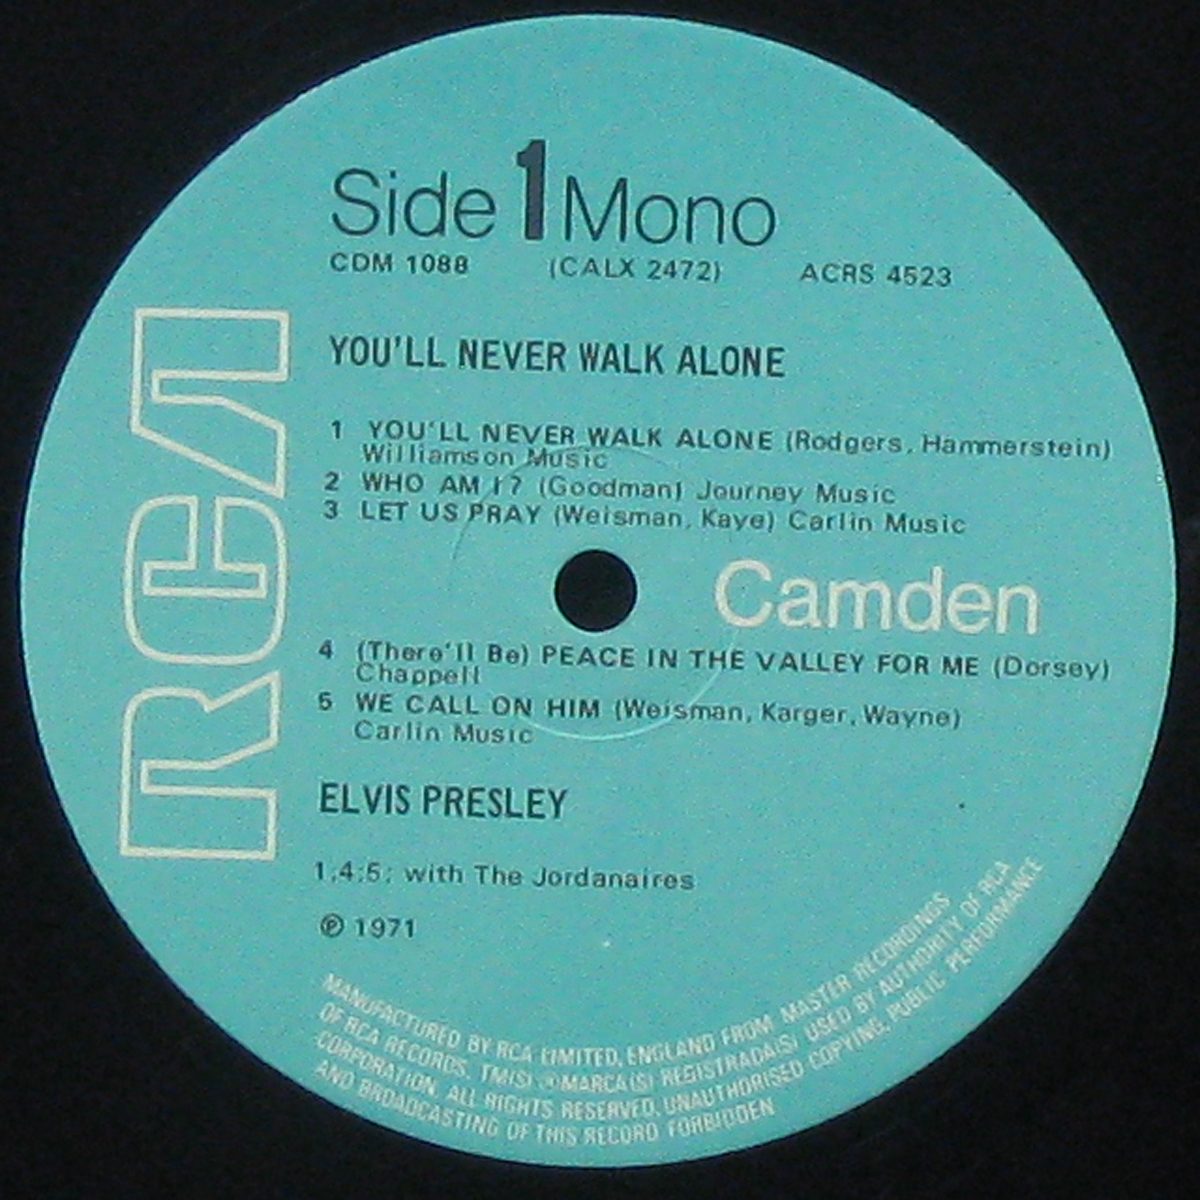 Side 1 Mono
CDM 1088 (CALX 2472) ACRS 4523
YOU'LL NEVER WALK ALONE
1 YOU'LL NEVER WALK ALONE (Rodgers, Hammerstein)
Williamson Music
2 WHO AM I? (Goodman) Journey Music
3 LET US PRAY (Weisman, Kaye) Carlin Music
RCA
Camden
4 (There'll Be) PEACE IN THE VALLEY FOR ME (Dorsey)
Chappell
5 WE CALL ON HIM (Weisman, Karger, Wayne)
Carlin Music
ELVIS PRESLEY
1:4:5: with The Jordanaires
℗ 1971
MANUFACTURED BY RCA LIMITED, ENGLAND FROM MASTER RECORDINGS
OF RCA RECORDS. TM(S) ® MARCA(S) REGISTRADA(S) USED BY AUTHORITY OF RCA
CORPORATION. ALL RIGHTS RESERVED. UNAUTHORISED COPYING, PUBLIC PERFORMANCE
AND BROADCASTING OF THIS RECORD FORBIDDEN